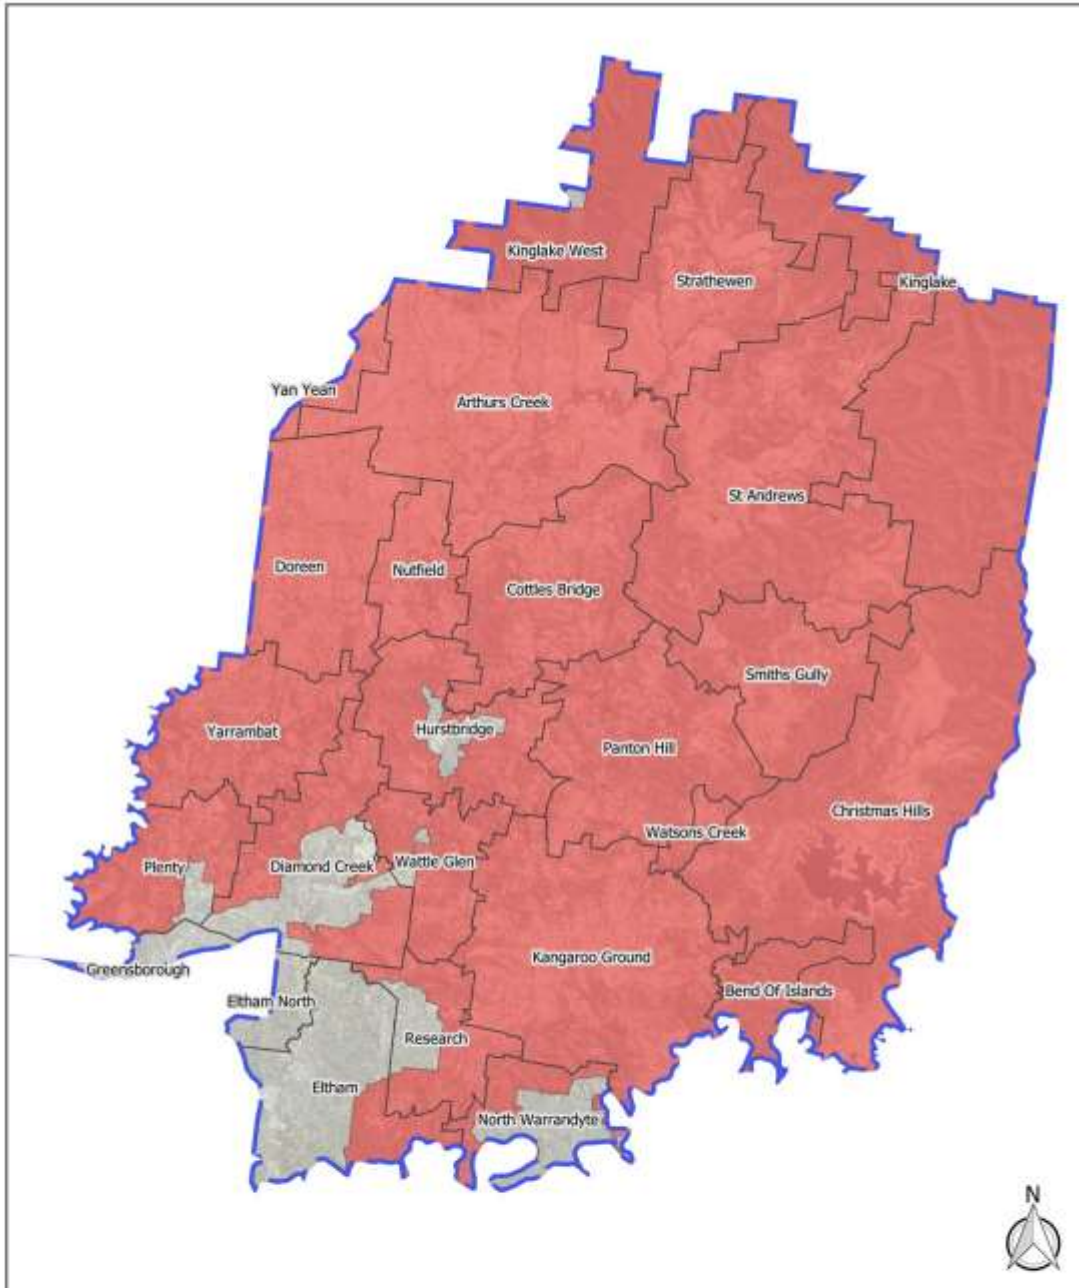 Kinglake West
Strathewen
Kinglake
Yan Yean
Arthurs Creek
St Andrews
Doreen
Nutfield
Cottles Bridge
Smiths Gully
Yarrambat
Hurstbridge
Panton Hill
Christmas Hills
Watsons Creek
Plenty
Diamond Creek
Wattle Glen
Kangaroo Ground
Greensborough
Bend Of Islands
Eltham North
Research
Eltham
North Warrandyte
N